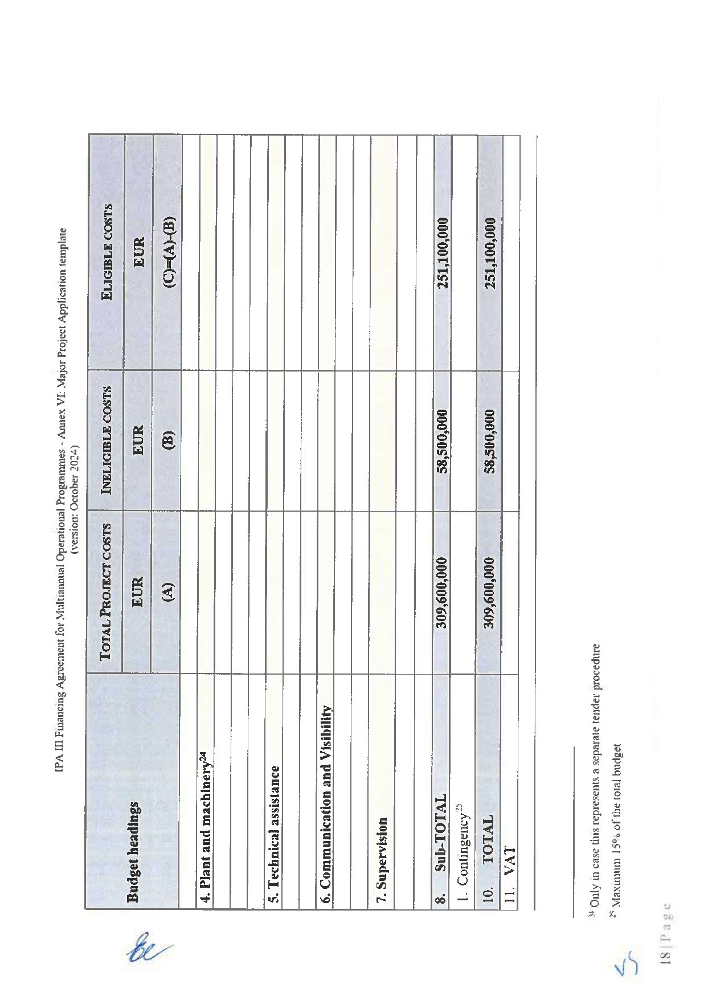 IPA III Financing Agreement for Multiannual Operational Programmes - Annex VI: Major Project Application template
(version: October 2024)
Budget headings TOTAL PROJECT COSTS INELIGIBLE COSTS ELIGIBLE COSTS
EUR EUR EUR
(A) (B) (C)=(A)-(B)
4. Plant and machinery24
5. Technical assistance
6. Communication and Visibility
7. Supervision
8. Sub-TOTAL 309,600,000 58,500,000 251,100,000
1. Contingency25
10. TOTAL 309,600,000 58,500,000 251,100,000
11. VAT
24 Only in case this represents a separate tender procedure
25 Maximum 15% of the total budget
18 | Page